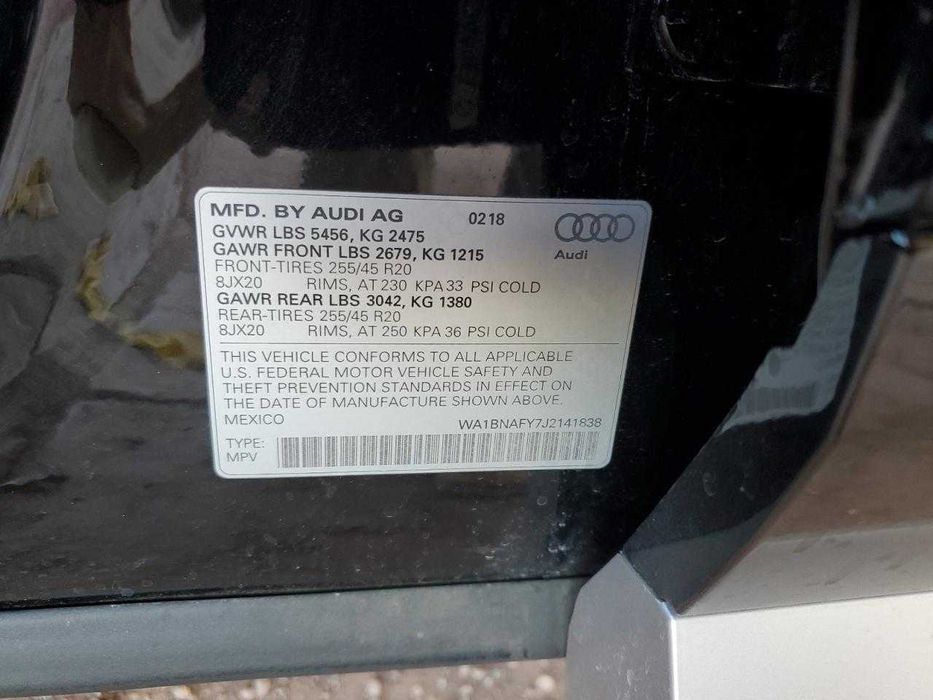 MFD. BY AUDI AG 0218
GVWR LBS 5456, KG 2475
GAWR FRONT LBS 2679, KG 1215
FRONT-TIRES 255/45 R20
8JX20 RIMS, AT 230 KPA 33 PSI COLD
GAWR REAR LBS 3042, KG 1380
REAR-TIRES 255/45 R20
8JX20 RIMS, AT 250 KPA 36 PSI COLD
Audi
THIS VEHICLE CONFORMS TO ALL APPLICABLE
U.S. FEDERAL MOTOR VEHICLE SAFETY AND
THEFT PREVENTION STANDARDS IN EFFECT ON
THE DATE OF MANUFACTURE SHOWN ABOVE.
MEXICO WA1BNAFY7J2141838
TYPE:
MPV